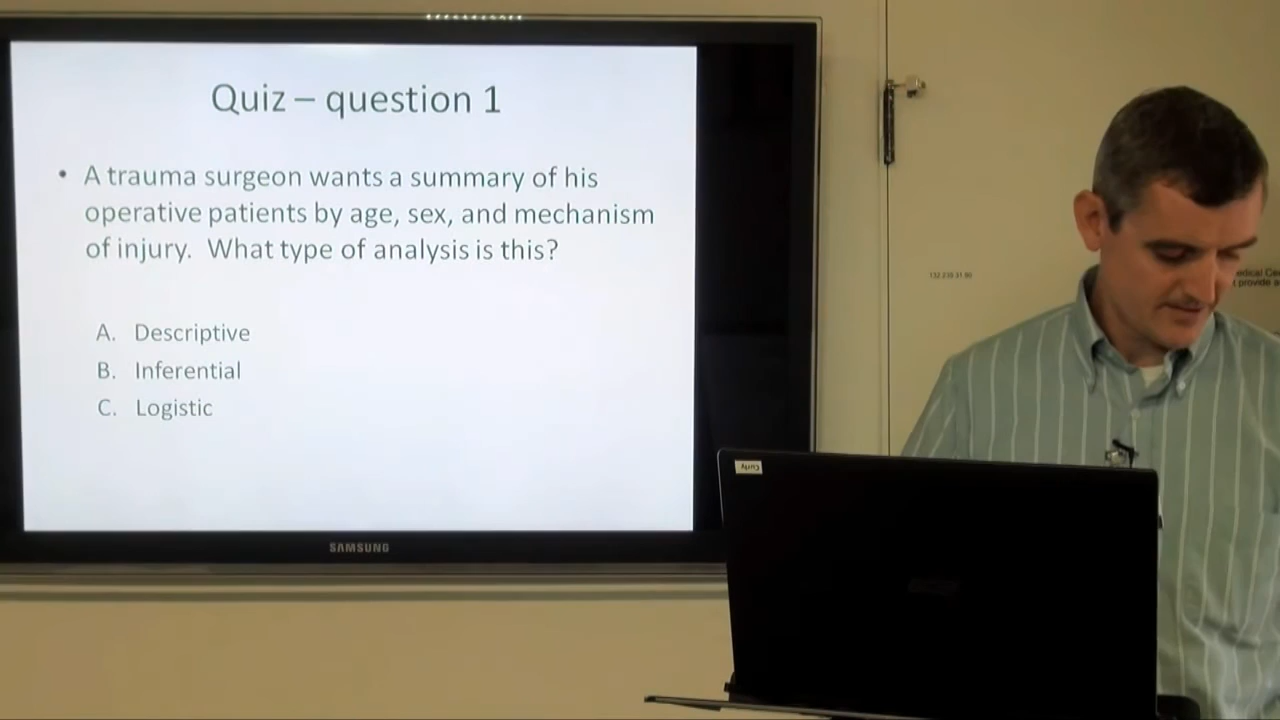 Quiz – question 1
• A trauma surgeon wants a summary of his
operative patients by age, sex, and mechanism
of injury. What type of analysis is this?
A. Descriptive
B. Inferential
C. Logistic
SAMSUNG
Curly